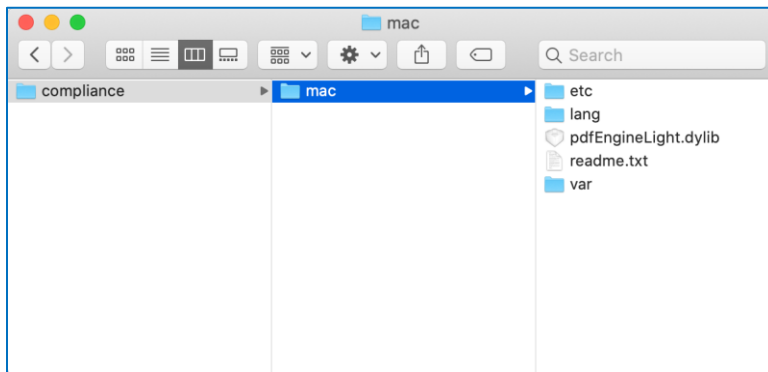 mac
Search
compliance
mac
etc
lang
pdfEngineLight.dylib
readme.txt
var